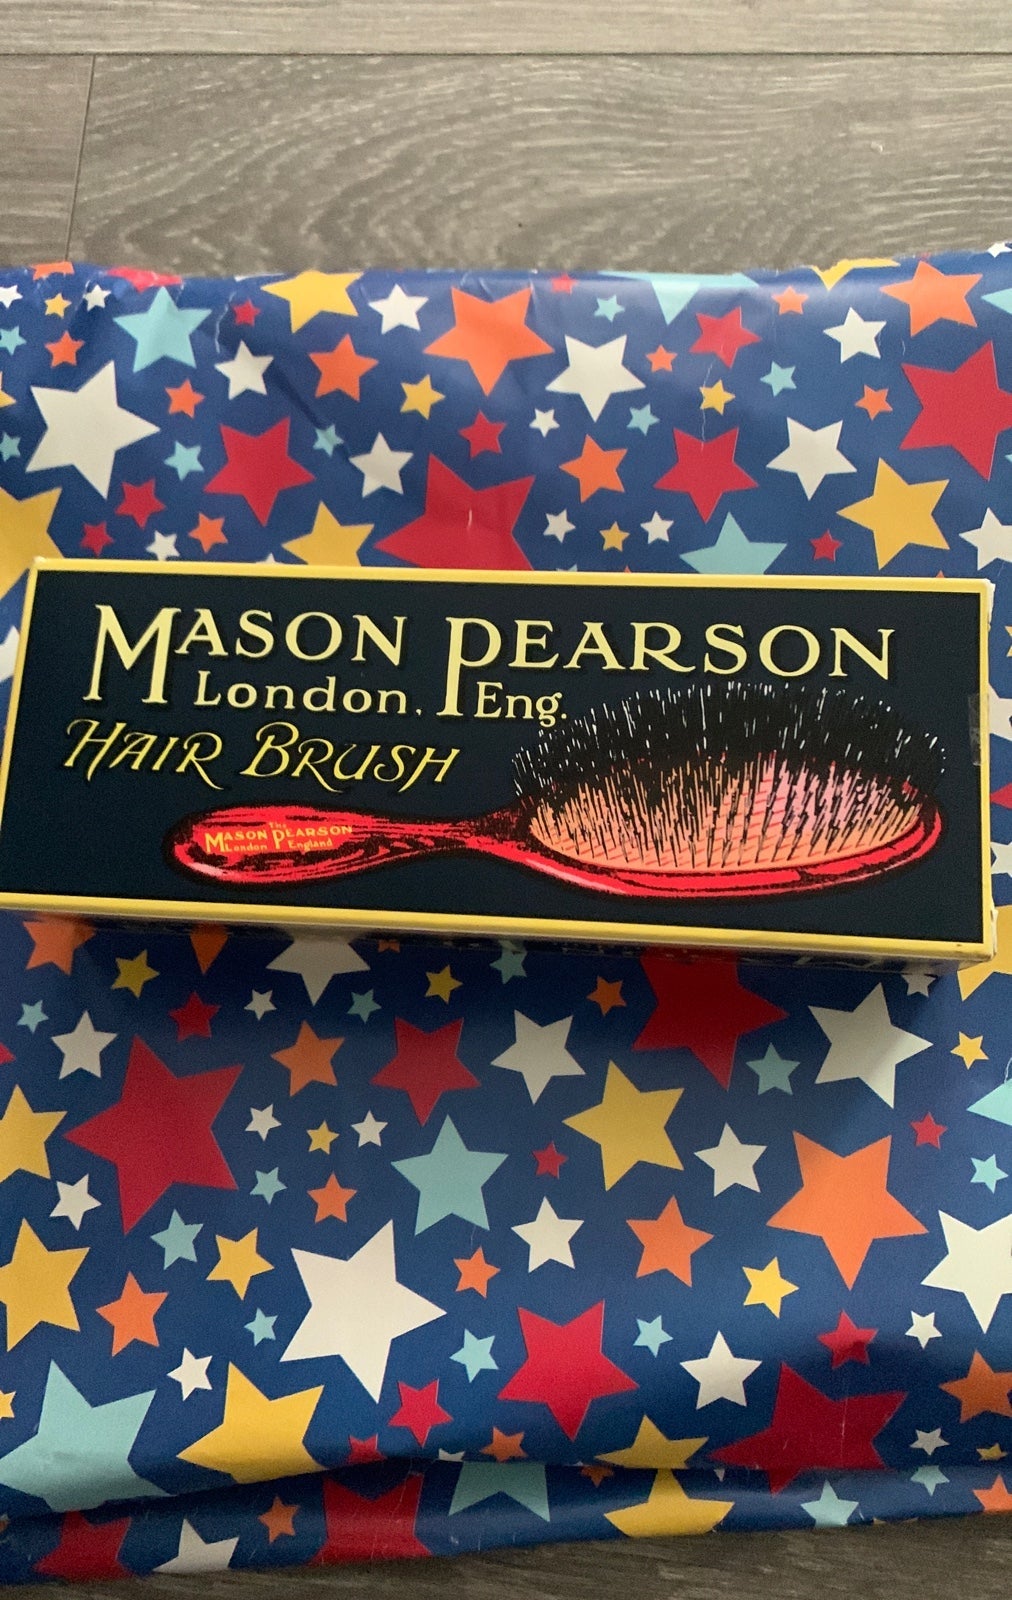 MASON PEARSON
London, Eng.
HAIR BRUSH
The
MASON PEARSON
London England